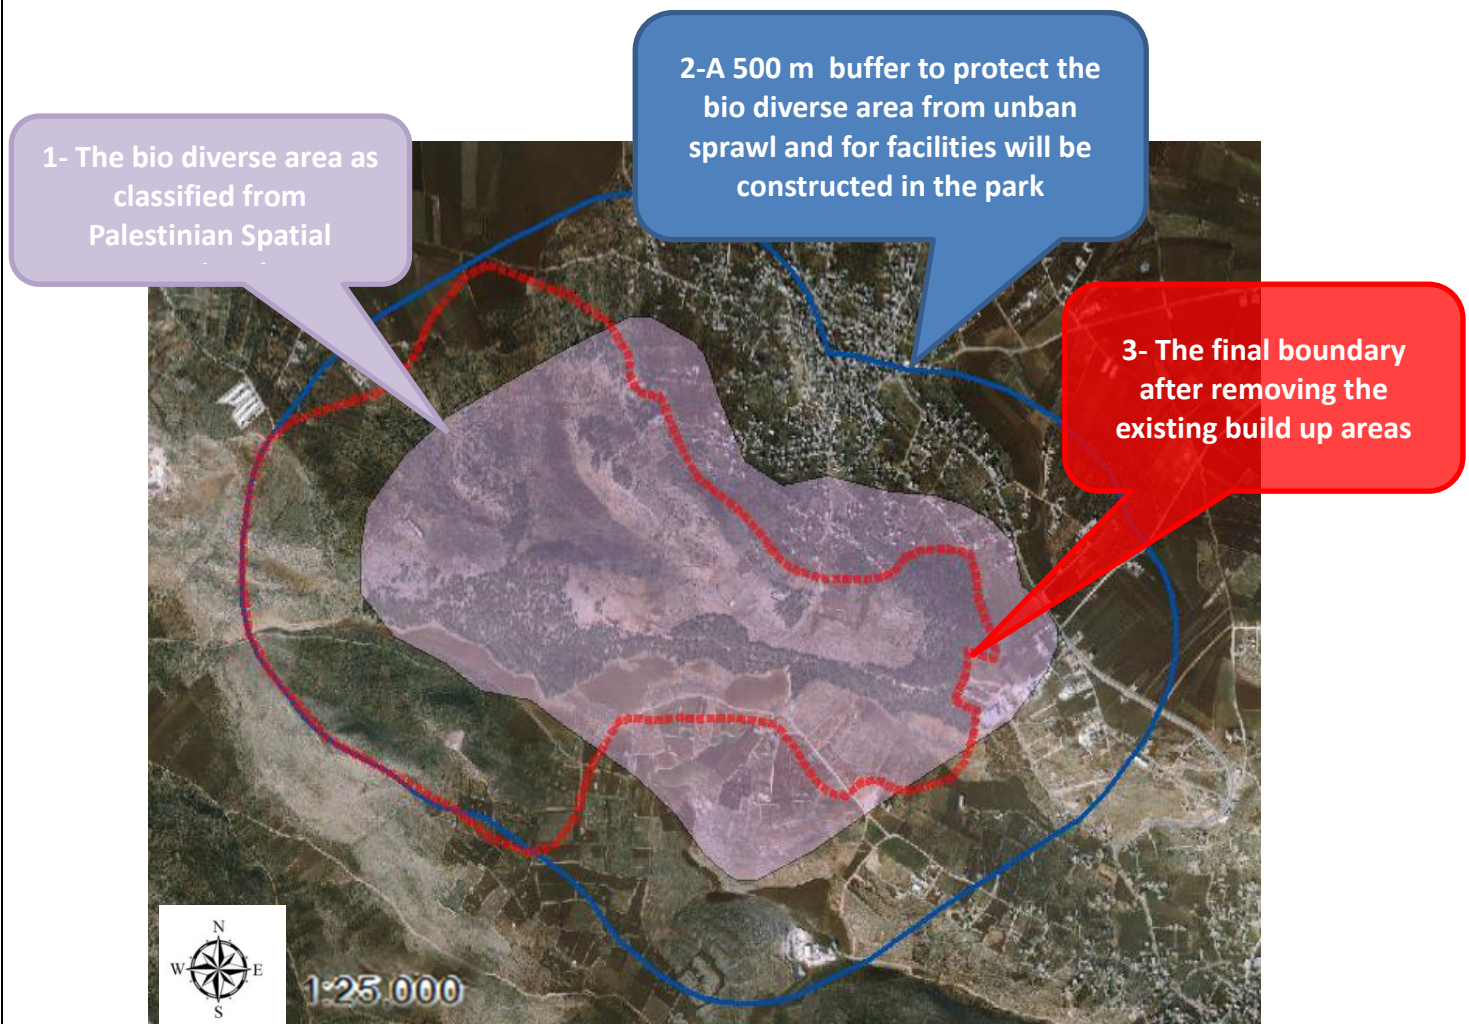 1- The bio diverse area as
classified from
Palestinian Spatial
2-A 500 m buffer to protect the
bio diverse area from unban
sprawl and for facilities will be
constructed in the park
3- The final boundary
after removing the
existing build up areas
N
W E
S
1:25,000